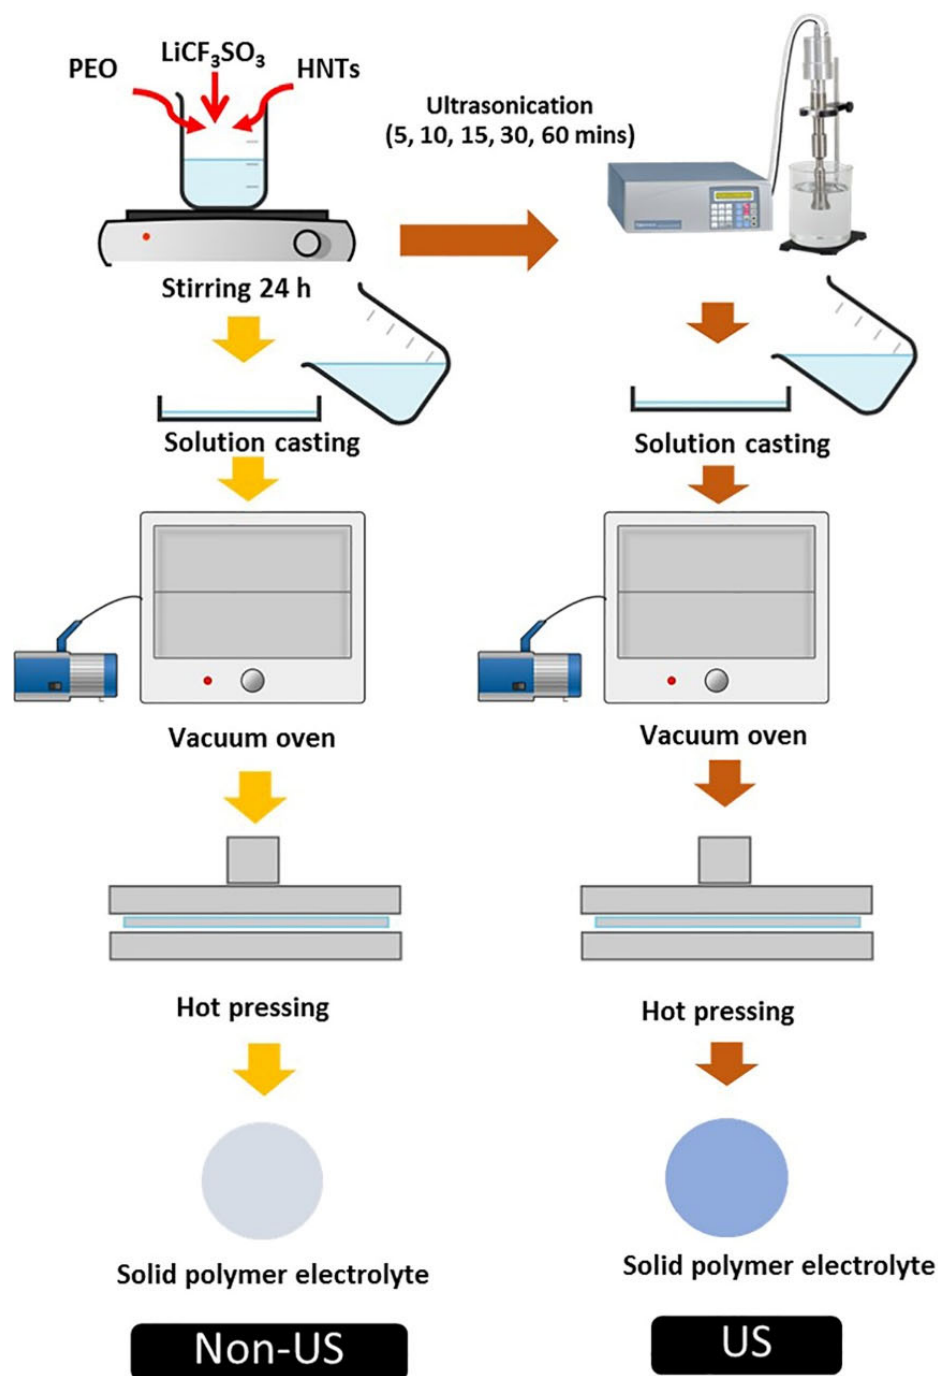 PEO
LiCF₃SO₃
HNTs
Ultrasonication
(5, 10, 15, 30, 60 mins)
Stirring 24 h
Solution casting
Solution casting
Vacuum oven
Vacuum oven
Hot pressing
Hot pressing
Solid polymer electrolyte
Solid polymer electrolyte
Non-US
US